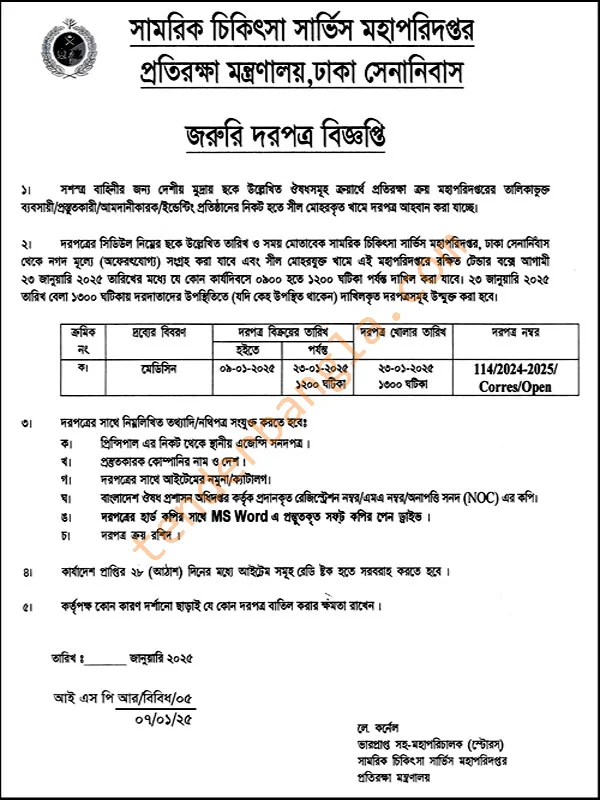 সামরিক চিকিৎসা সার্ভিস মহাপরিদপ্তর
প্রতিরক্ষা মন্ত্রণালয়,ঢাকা সেনানিবাস
জরুরি দরপত্র বিজ্ঞপ্তি
১। সশস্ত্র বাহিনীর জন্য দেশীয় মুদ্রায় ছকে উল্লেখিত ঔষধসমূহ ক্রয়ার্থে প্রতিরক্ষা ক্রয় মহাপরিদপ্তরের তালিকাভুক্ত
ব্যবসায়ী/প্রস্তুতকারী/আমদানীকারক/ইন্ডেন্টিং প্রতিষ্ঠানের নিকট হতে সীল মোহরকৃত খামে দরপত্র আহবান করা যাচ্ছে।
২। দরপত্রের সিডিউল নিম্নের ছকে উল্লেখিত তারিখ ও সময় মোতাবেক সামরিক চিকিৎসা সার্ভিস মহাপরিদপ্তর, ঢাকা সেনানিবাস
থেকে নগদ মূল্যে (অফেরৎযোগ্য) সংগ্রহ করা যাবে এবং সীল মোহরযুক্ত খামে এই মহাপরিদপ্তরে রক্ষিত টেন্ডার বক্সে আগামী
২৩ জানুয়ারি ২০২৫ তারিখের মধ্যে যে কোন কার্যদিবসে ০৯০০ হতে ১২০০ ঘটিকা পর্যন্ত দাখিল করা যাবে। ২৩ জানুয়ারি ২০২৫
তারিখ বেলা ১৩০০ ঘটিকায় দরদাতাদের উপস্থিতিতে (যদি কেহ উপস্থিত থাকেন) দাখিলকৃত দরপত্রসমূহ উন্মুক্ত করা হবে।
ক্রমিক নং দ্রব্যের বিবরণ দরপত্র বিক্রয়ের তারিখ দরপত্র খোলার তারিখ দরপত্র নম্বর
হইতে পর্যন্ত
ক। মেডিসিন ০৯-০১-২০২৫ ২৩-০১-২০২৫ ২৩-০১-২০২৫ 114/2024-2025/
১২০০ ঘটিকা ১৩০০ ঘটিকা Corres/Open
৩। দরপত্রের সাথে নিম্নলিখিত তথ্যাদি/নথিপত্র সংযুক্ত করতে হবেঃ
ক। প্রিন্সিপাল এর নিকট থেকে স্থানীয় এজেন্সি সনদপত্র ।
খ। প্রস্তুতকারক কোম্পানির নাম ও দেশ ।
গ। দরপত্রের সাথে আইটেমের নমুনা/ক্যাটালগ।
ঘ। বাংলাদেশ ঔষধ প্রশাসন অধিদপ্তর কর্তৃক প্রদানকৃত রেজিস্ট্রেশন নম্বর/এমএ নম্বর/অনাপত্তি সনদ (NOC) এর কপি।
ঙ। দরপত্রের হার্ড কপির সাথে MS Word এ প্রস্তুতকৃত সফ্ট কপির পেন ড্রাইভ ।
চ। দরপত্র ক্রয় রশিদ ।
৪। কার্যাদেশ প্রাপ্তির ২৮ (আঠাশ) দিনের মধ্যে আইটেম সমূহ রেডি ষ্টক হতে সরবরাহ করতে হবে ।
৫। কর্তৃপক্ষ কোন কারণ দর্শানো ছাড়াই যে কোন দরপত্র বাতিল করার ক্ষমতা রাখেন ।
তারিখ ঃ______ জানুয়ারি ২০২৫
আই এস পি আর/বিবিধ/০৫
০৭/০১/২৫
লে. কর্নেল
ভারপ্রাপ্ত সহ-মহাপরিচালক (স্টোরস)
সামরিক চিকিৎসা সার্ভিস মহাপরিদপ্তর
প্রতিরক্ষা মন্ত্রণালয়
tenderbangla.com